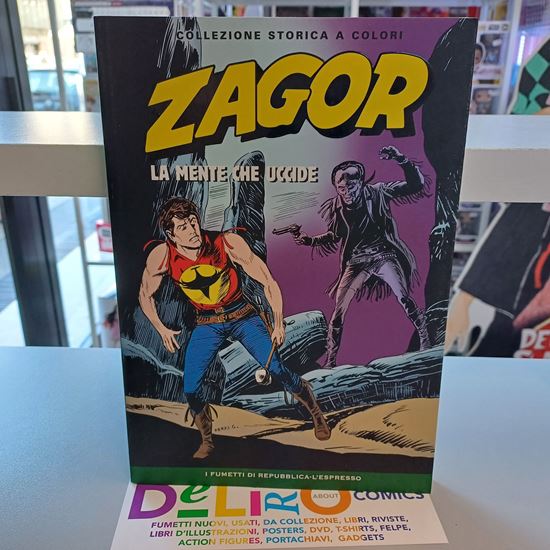 COLLEZIONE STORICA A COLORI
ZAGOR
LA MENTE CHE UCCIDE
I FUMETTI DI REPUBBLICA-L'ESPRESSO
DeLiRO ABOUT COMICS
FUMETTI NUOVI, USATI, DA COLLEZIONE, LIBRI, RIVISTE,
LIBRI D'ILLUSTRAZIONI, POSTERS, DVD, T-SHIRTS, FELPE,
ACTION FIGURES, PORTACHIAVI, GADGETS